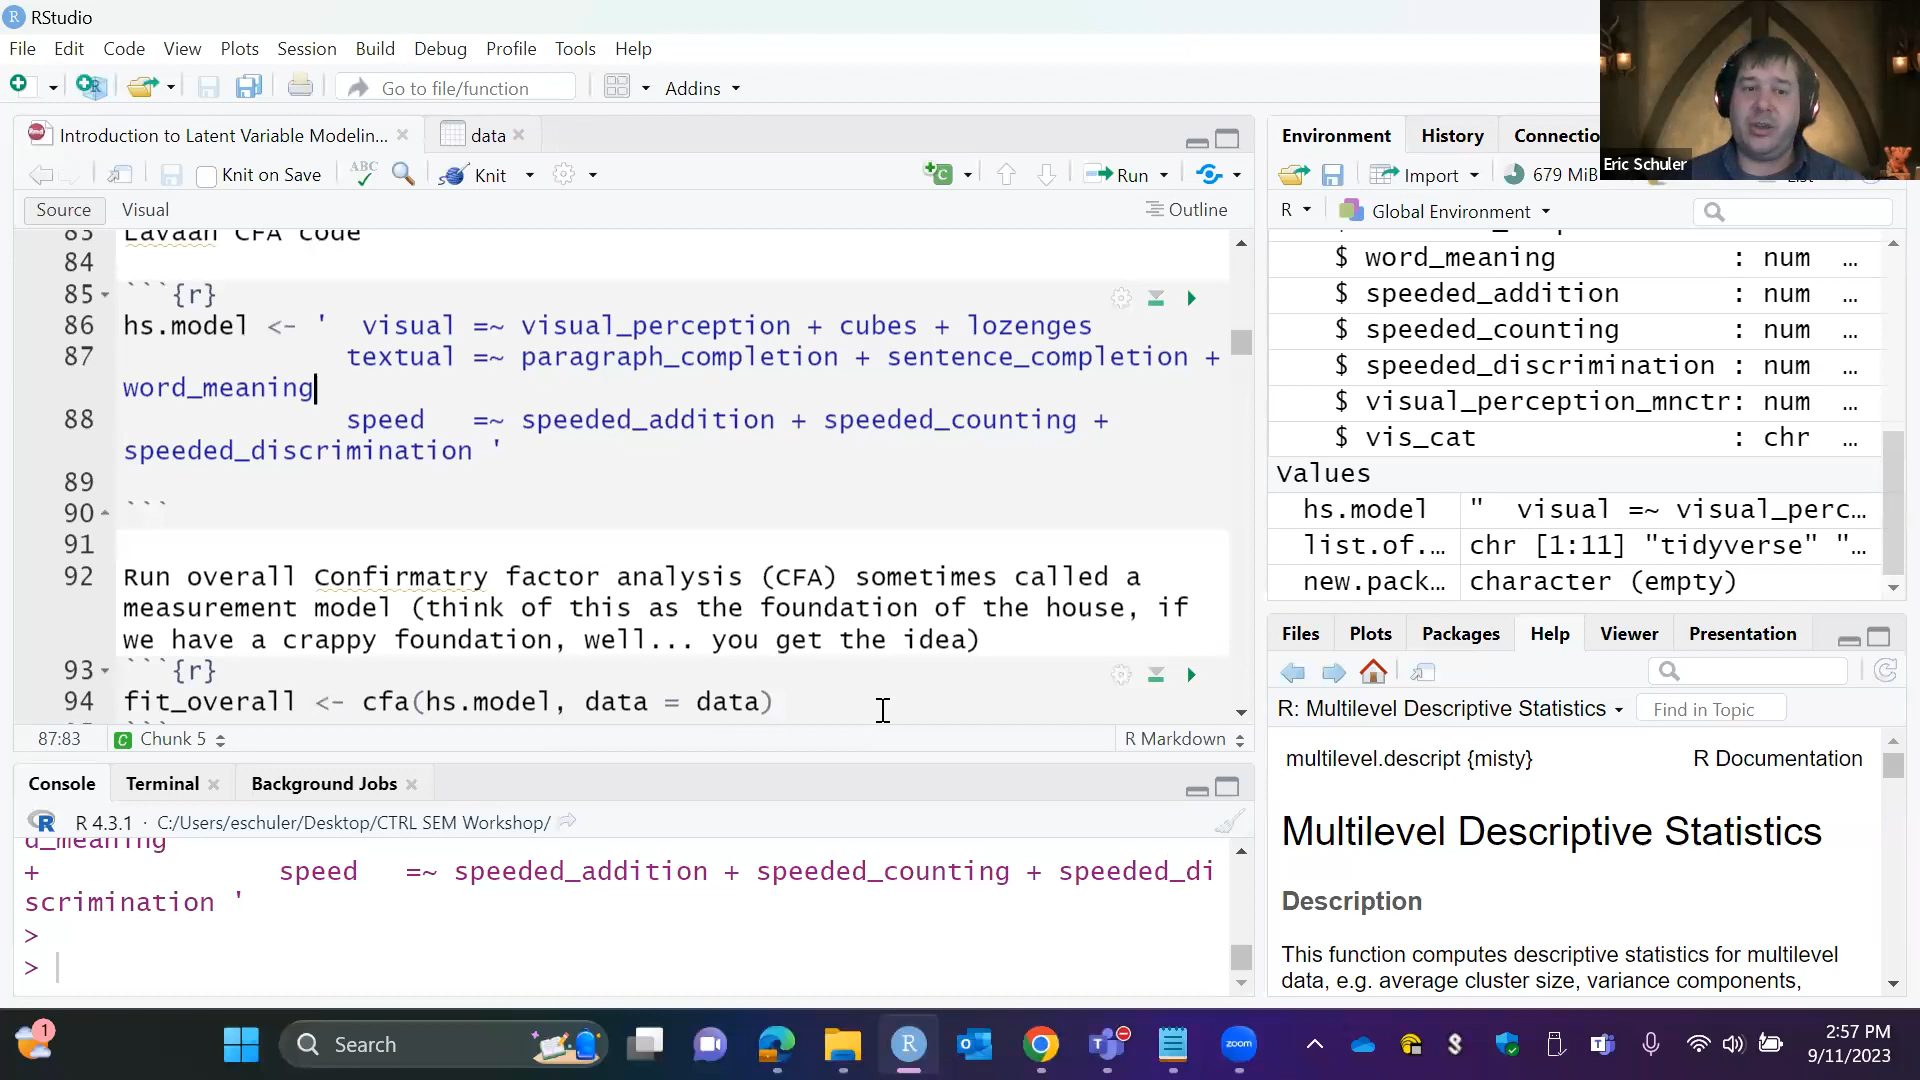 RStudio
File Edit Code View Plots Session Build Debug Profile Tools Help
Go to file/function
Addins
Eric Schuler
Introduction to Latent Variable Modelin...
data
Knit on Save
ABC
Knit
Run
Source
Visual
Outline
83 Lavaan CFA code
84
85 ```{r}
86 hs.model <- '  visual =~ visual_perception + cubes + lozenges
87 textual =~ paragraph_completion + sentence_completion +
word_meaning
88 speed   =~ speeded_addition + speeded_counting +
speeded_discrimination '
89
90 ```
91
92 Run overall Confirmatry factor analysis (CFA) sometimes called a
measurement model (think of this as the foundation of the house, if
we have a crappy foundation, well... you get the idea)
93 ```{r}
94 fit_overall <- cfa(hs.model, data = data)
87:83
Chunk 5
R Markdown
Console
Terminal
Background Jobs
R 4.3.1 · C:/Users/eschuler/Desktop/CTRL SEM Workshop/
d_meaning
+ speed   =~ speeded_addition + speeded_counting + speeded_di
scrimination '
>
>
Environment
History
Connectio
Import
679 MiB
R
Global Environment
$ word_meaning : num ...
$ speeded_addition : num ...
$ speeded_counting : num ...
$ speeded_discrimination : num ...
$ visual_perception_mnctr: num ...
$ vis_cat : chr ...
Values
hs.model "  visual =~ visual_perc...
list.of.... chr [1:11] "tidyverse" "...
new.pack... character (empty)
Files
Plots
Packages
Help
Viewer
Presentation
R: Multilevel Descriptive Statistics
Find in Topic
multilevel.descript {misty}
R Documentation
Multilevel Descriptive Statistics
Description
This function computes descriptive statistics for multilevel
data, e.g. average cluster size, variance components,
1
Search
zoom
2:57 PM
9/11/2023